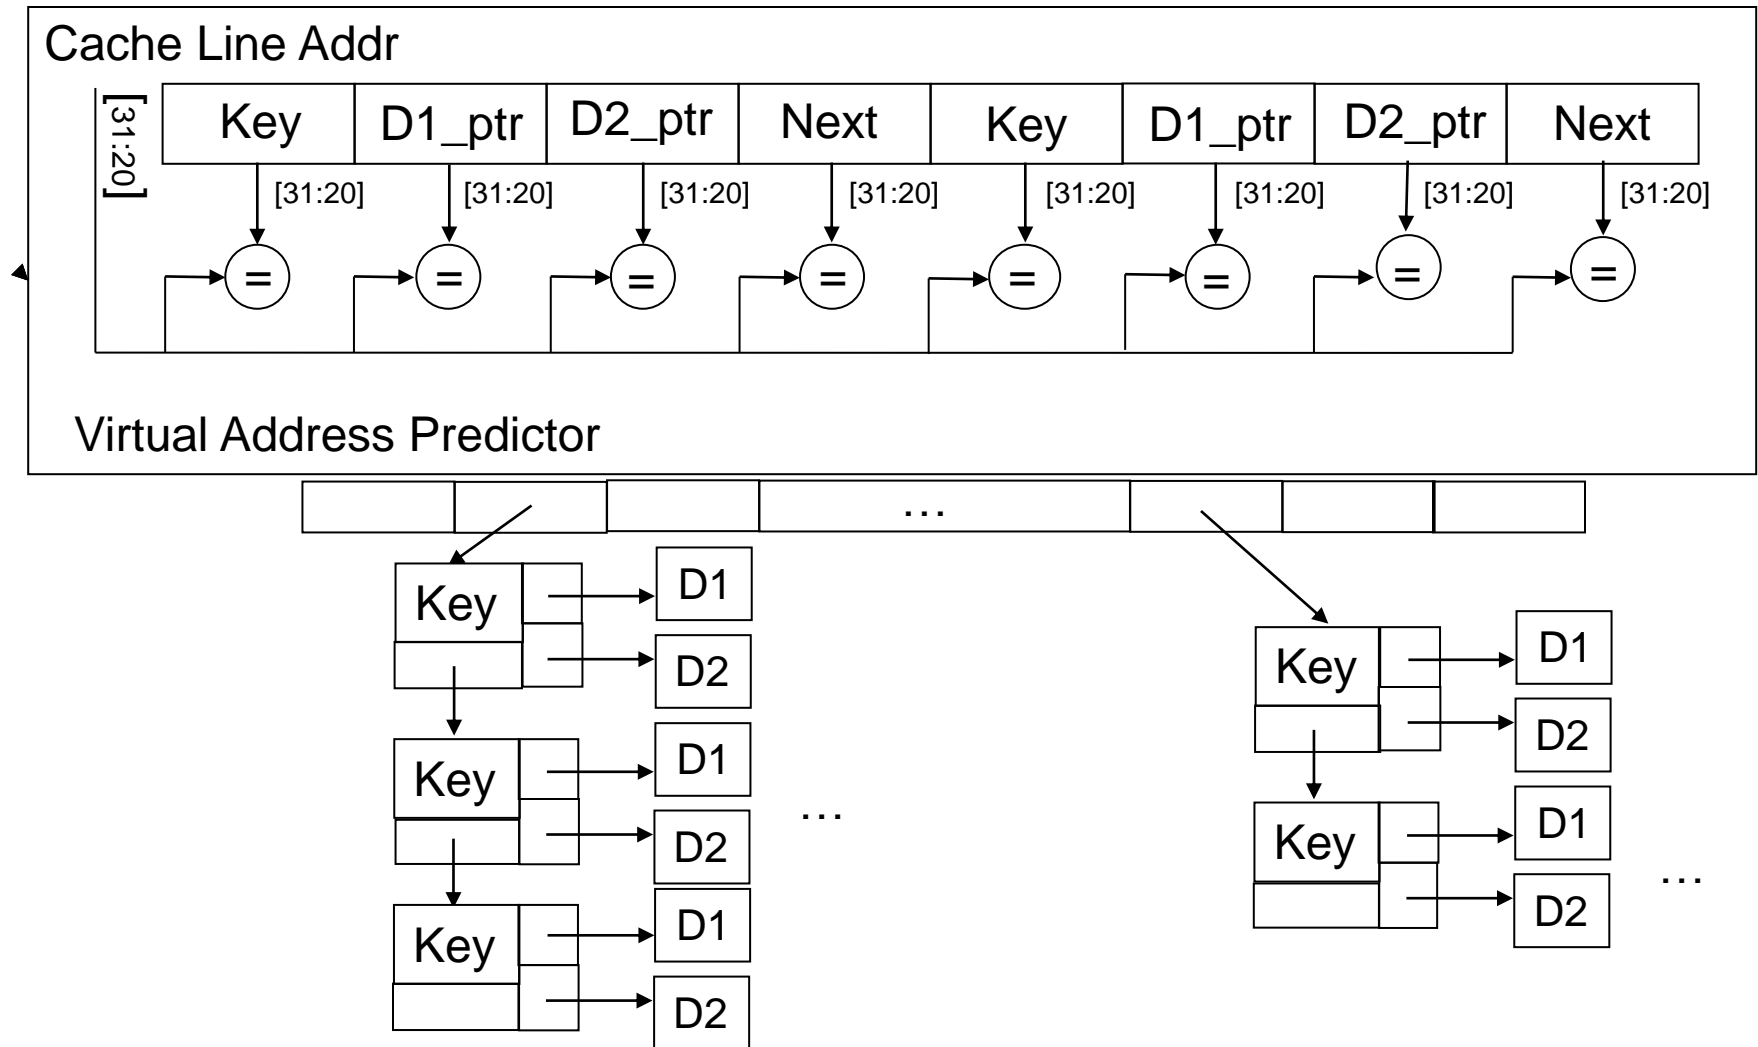 Cache Line Addr
[31:20] Key D1_ptr D2_ptr Next Key D1_ptr D2_ptr Next
[31:20] [31:20] [31:20] [31:20] [31:20] [31:20] [31:20] [31:20]
= = = = = = = =
Virtual Address Predictor
…
Key D1
D2
Key D1
D2
Key D1
D2
…
Key D1
D2
Key D1
D2
…